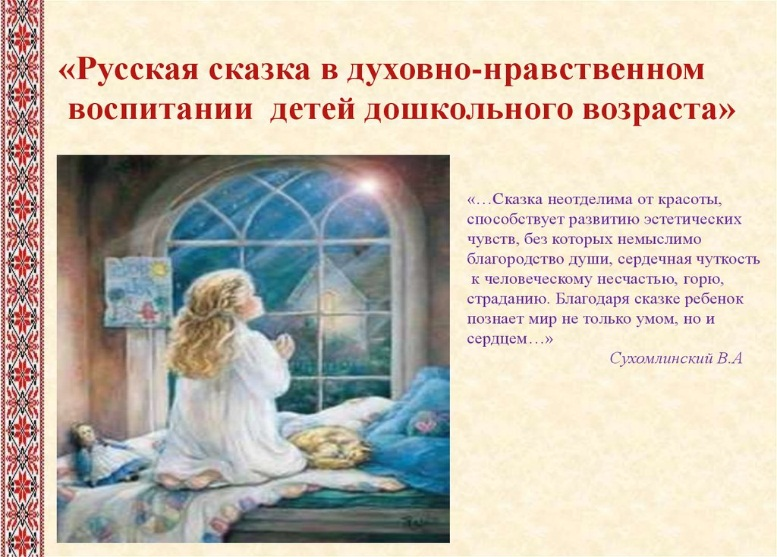 «Русская сказка в духовно-нравственном
воспитании детей дошкольного возраста»
«…Сказка неотделима от красоты,
способствует развитию эстетических
чувств, без которых немыслимо
благородство души, сердечная чуткость
к человеческому несчастью, горю,
страданию. Благодаря сказке ребенок
познает мир не только умом, но и
сердцем…»
Сухомлинский В.А